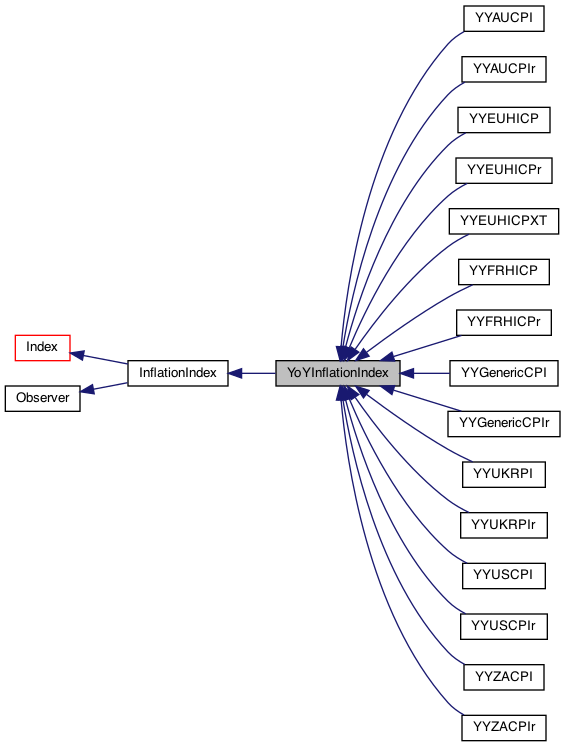 YYAUCPI
YYAUCPIr
YYEUHICP
YYEUHICPr
YYEUHICPXT
YYFRHICP
YYFRHICPr
Index
InflationIndex
YoYInflationIndex
YYGenericCPI
Observer
YYGenericCPIr
YYUKRPI
YYUKRPIr
YYUSCPI
YYUSCPIr
YYZACPI
YYZACPIr